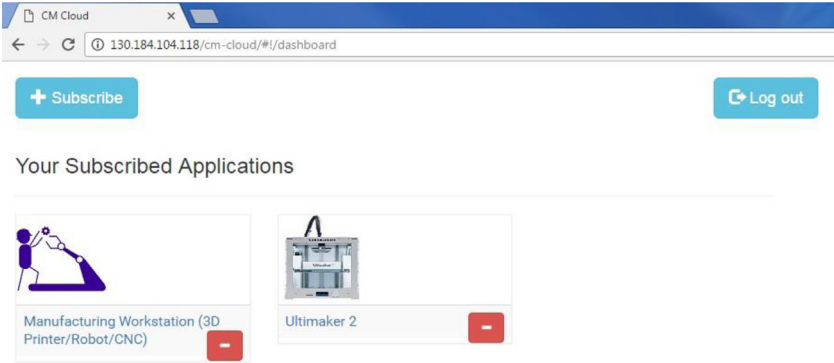 CM Cloud
130.184.104.118/cm-cloud/#!/dashboard
Subscribe
Log out
Your Subscribed Applications
Manufacturing Workstation (3D
Printer/Robot/CNC)
Ultimaker 2